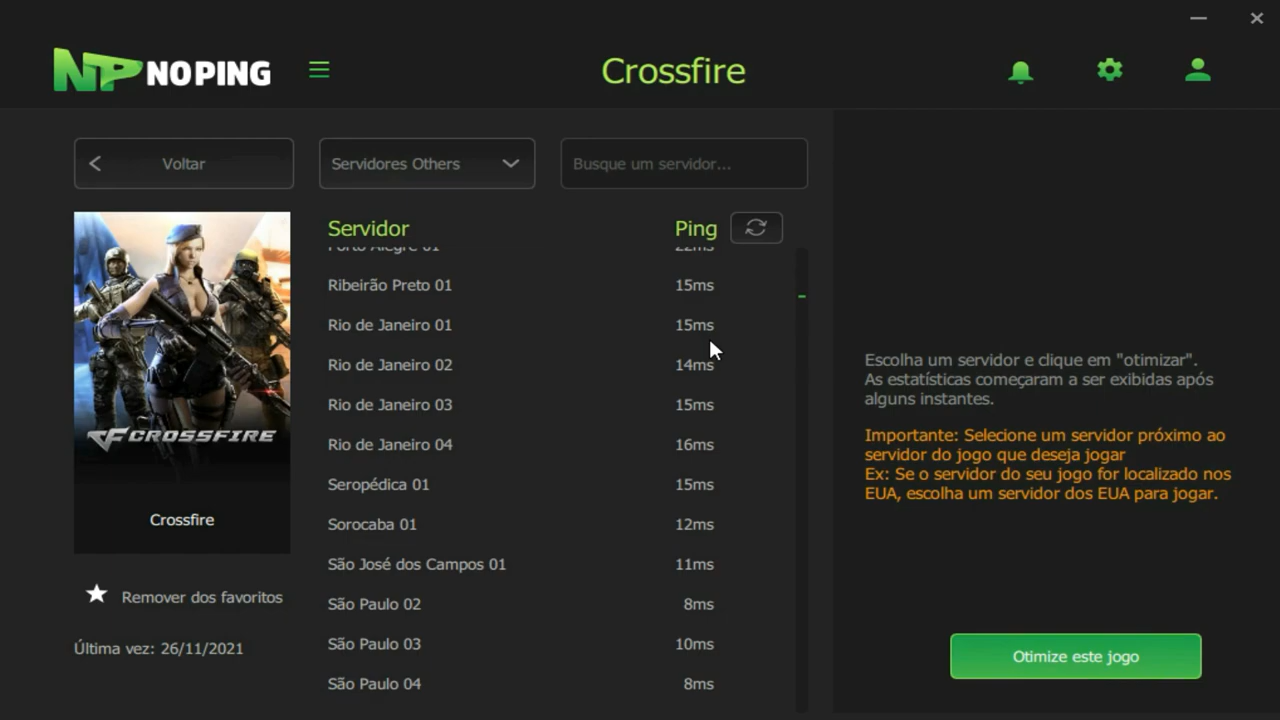 NP NOPING
Crossfire
Voltar
Servidores Others
Busque um servidor...
Servidor Ping
Porto Alegre 01 22ms
Ribeirão Preto 01 15ms
Rio de Janeiro 01 15ms
Rio de Janeiro 02 14ms
Rio de Janeiro 03 15ms
Rio de Janeiro 04 16ms
Seropédica 01 15ms
Sorocaba 01 12ms
São José dos Campos 01 11ms
São Paulo 02 8ms
São Paulo 03 10ms
São Paulo 04 8ms
CF CROSSFIRE
Crossfire
Remover dos favoritos
Última vez: 26/11/2021
Escolha um servidor e clique em "otimizar".
As estatísticas começaram a ser exibidas após
alguns instantes.
Importante: Selecione um servidor próximo ao
servidor do jogo que deseja jogar
Ex: Se o servidor do seu jogo for localizado nos
EUA, escolha um servidor dos EUA para jogar.
Otimize este jogo